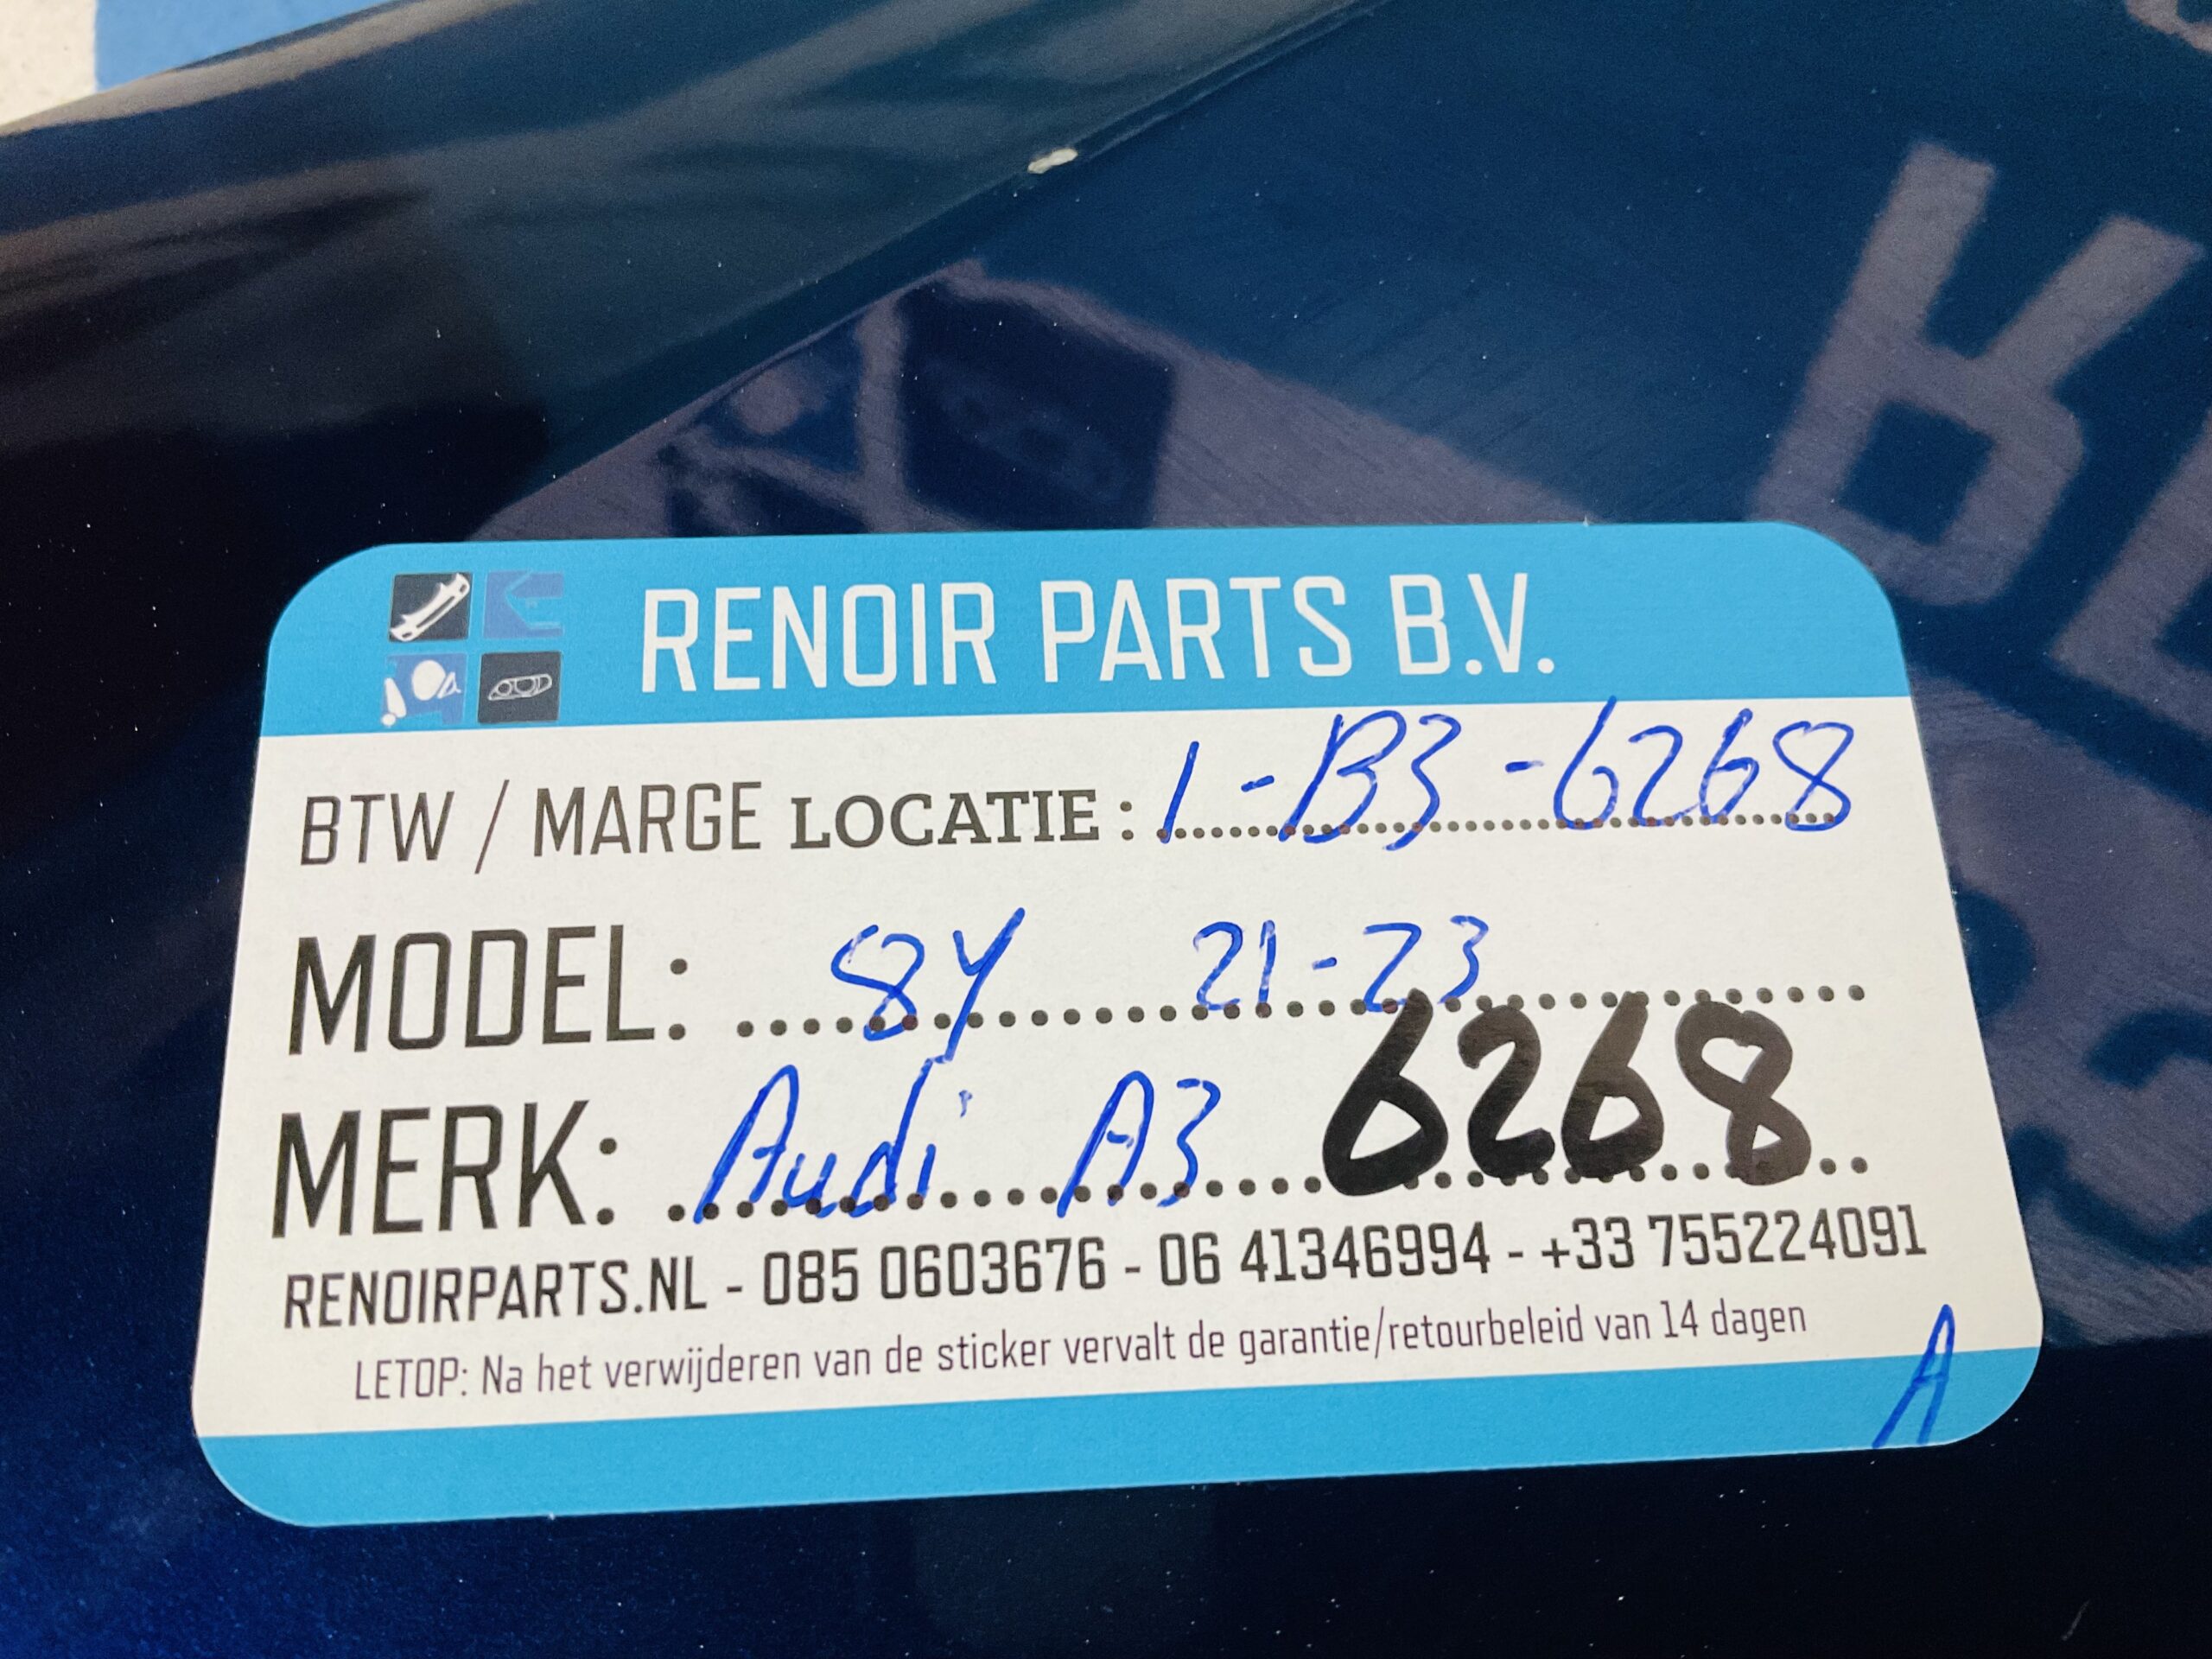 RENOIR PARTS B.V.
BTW / MARGE LOCATIE: 1-B3-6268
MODEL: 8Y 21-23
MERK: Audi A3 6268
RENOIRPARTS.NL - 085 0603676 - 06 41346994 - +33 755224091
LETOP: Na het verwijderen van de sticker vervalt de garantie/retourbeleid van 14 dagen
A